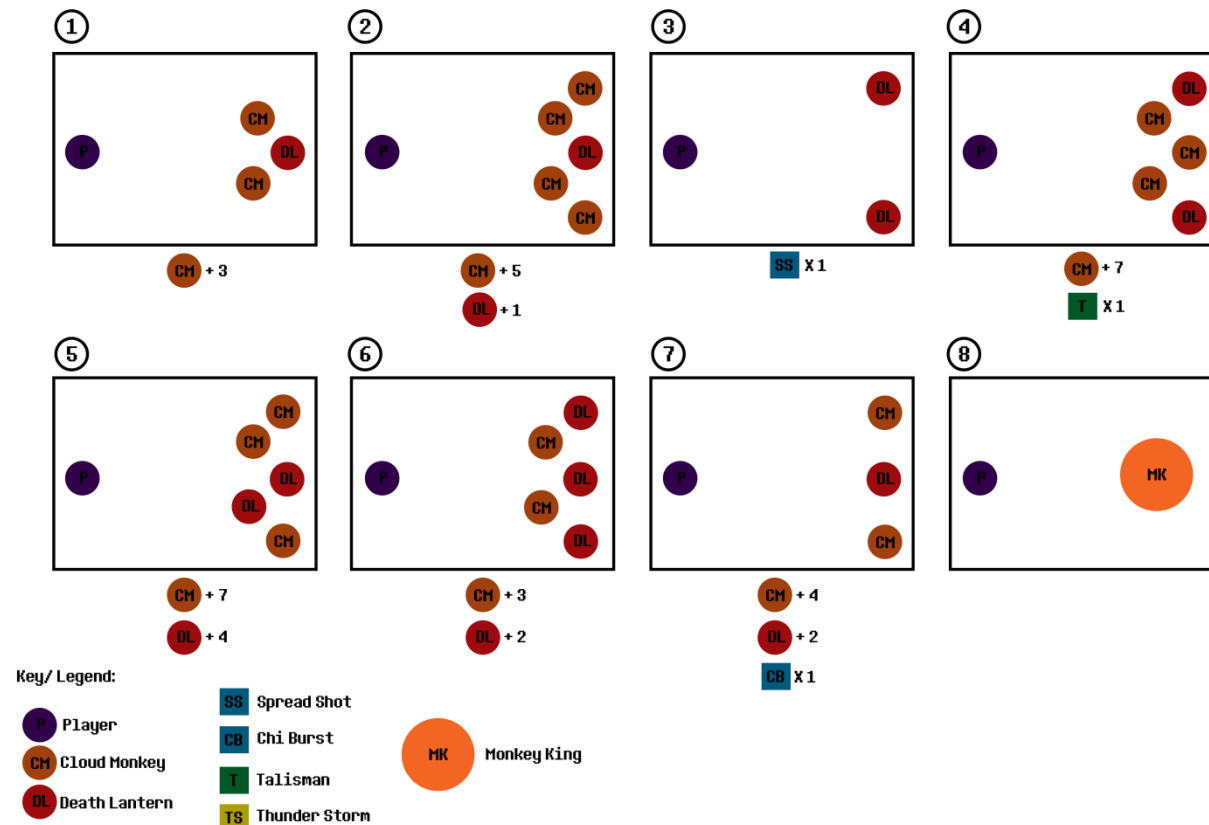 1
2
3
4
CM
CM
DL
P
CM
CM
CM
DL
P
CM
CM
DL
P
DL
DL
CM
CM
P
CM
DL
CM + 3
CM + 5
DL + 1
SS X 1
CM + 7
T X 1
5
6
7
8
CM
CM
DL
P
DL
CM
DL
CM
DL
P
CM
DL
CM
DL
P
CM
MK
P
CM + 7
DL + 4
CM + 3
DL + 2
CM + 4
DL + 2
CB X 1
Key/ Legend:
P Player
CM Cloud Monkey
DL Death Lantern
SS Spread Shot
CB Chi Burst
T Talisman
TS Thunder Storm
MK Monkey King